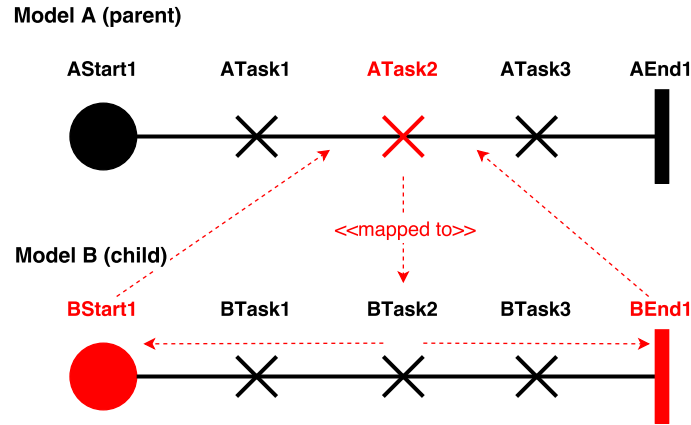 Model A (parent)
AStart1 ATask1 ATask2 ATask3 AEnd1
<<mapped to>>
Model B (child)
BStart1 BTask1 BTask2 BTask3 BEnd1